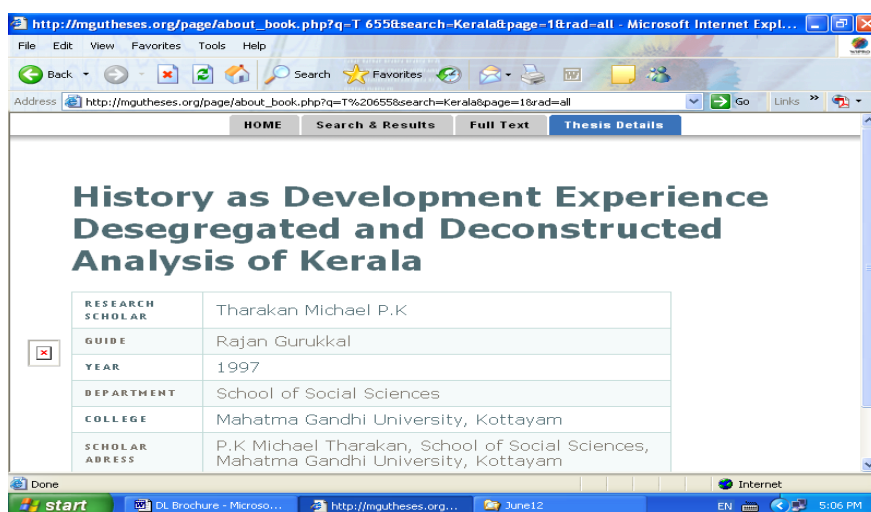 http://mgutheses.org/page/about_book.php?q=T 655&search=Kerala&page=1&rad=all - Microsoft Internet Expl...
File Edit View Favorites Tools Help
Back Search Favorites
Address http://mgutheses.org/page/about_book.php?q=T%20655&search=Kerala&page=1&rad=all Go Links »
HOME Search & Results Full Text Thesis Details
History as Development Experience
Desegregated and Deconstructed
Analysis of Kerala
RESEARCH SCHOLAR Tharakan Michael P.K
GUIDE Rajan Gurukkal
YEAR 1997
DEPARTMENT School of Social Sciences
COLLEGE Mahatma Gandhi University, Kottayam
SCHOLAR ADRESS P.K Michael Tharakan, School of Social Sciences,
Mahatma Gandhi University, Kottayam
Done Internet
start DL Brochure - Microso... http://mgutheses.org... June12 EN 5:06 PM